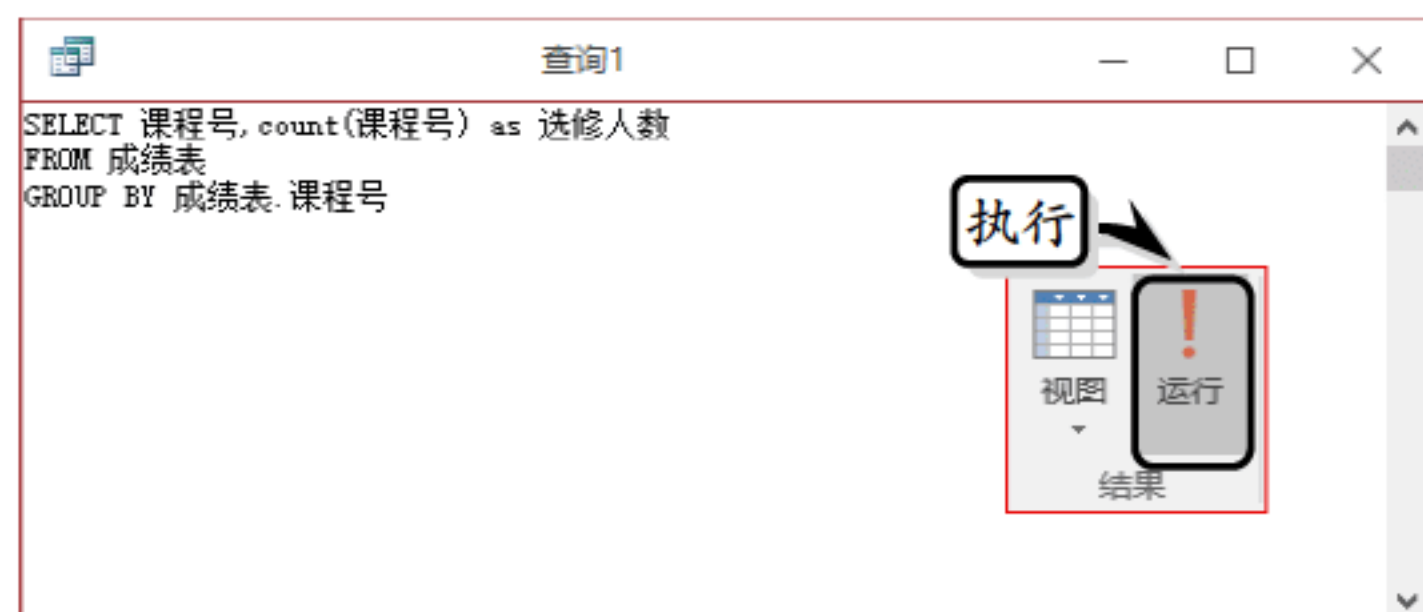 查询1
SELECT 课程号,count(课程号) as 选修人数
FROM 成绩表
GROUP BY 成绩表.课程号
执行
视图
运行
结果